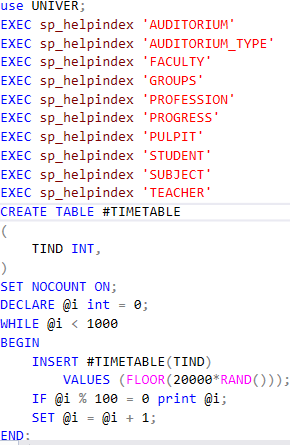 use UNIVER;
EXEC sp_helpindex 'AUDITORIUM'
EXEC sp_helpindex 'AUDITORIUM_TYPE'
EXEC sp_helpindex 'FACULTY'
EXEC sp_helpindex 'GROUPS'
EXEC sp_helpindex 'PROFESSION'
EXEC sp_helpindex 'PROGRESS'
EXEC sp_helpindex 'PULPIT'
EXEC sp_helpindex 'STUDENT'
EXEC sp_helpindex 'SUBJECT'
EXEC sp_helpindex 'TEACHER'
CREATE TABLE #TIMETABLE
(
    TIND INT,
)
SET NOCOUNT ON;
DECLARE @i int = 0;
WHILE @i < 1000
BEGIN
    INSERT #TIMETABLE(TIND)
        VALUES (FLOOR(20000*RAND()));
    IF @i % 100 = 0 print @i;
    SET @i = @i + 1;
END;